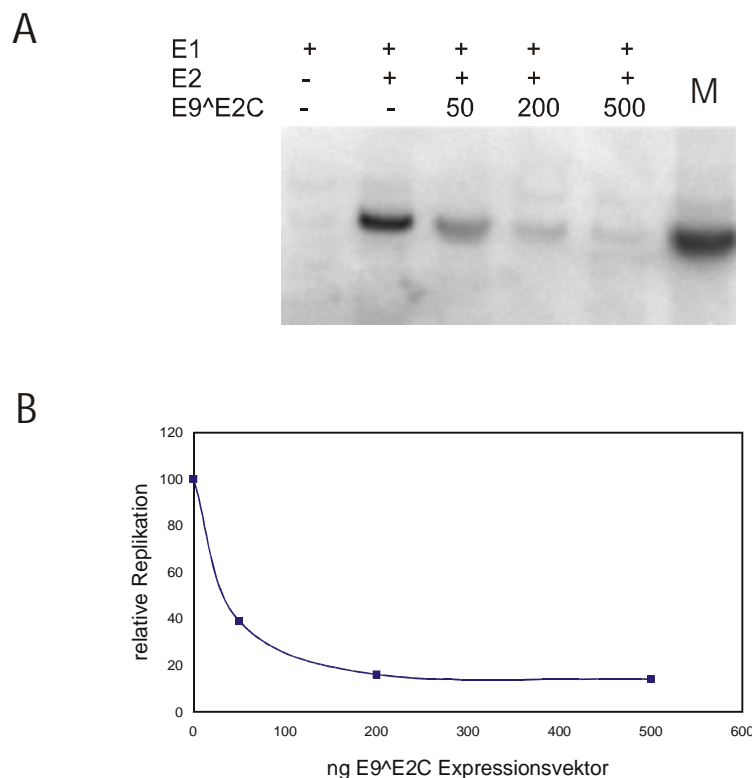 A
E1 + + + + +
E2 - + + + +
E9^E2C - - 50 200 500
M
B
120
100
80
60
40
20
0
relative Replikation
0 100 200 300 400 500 600
ng E9^E2C Expressionsvektor